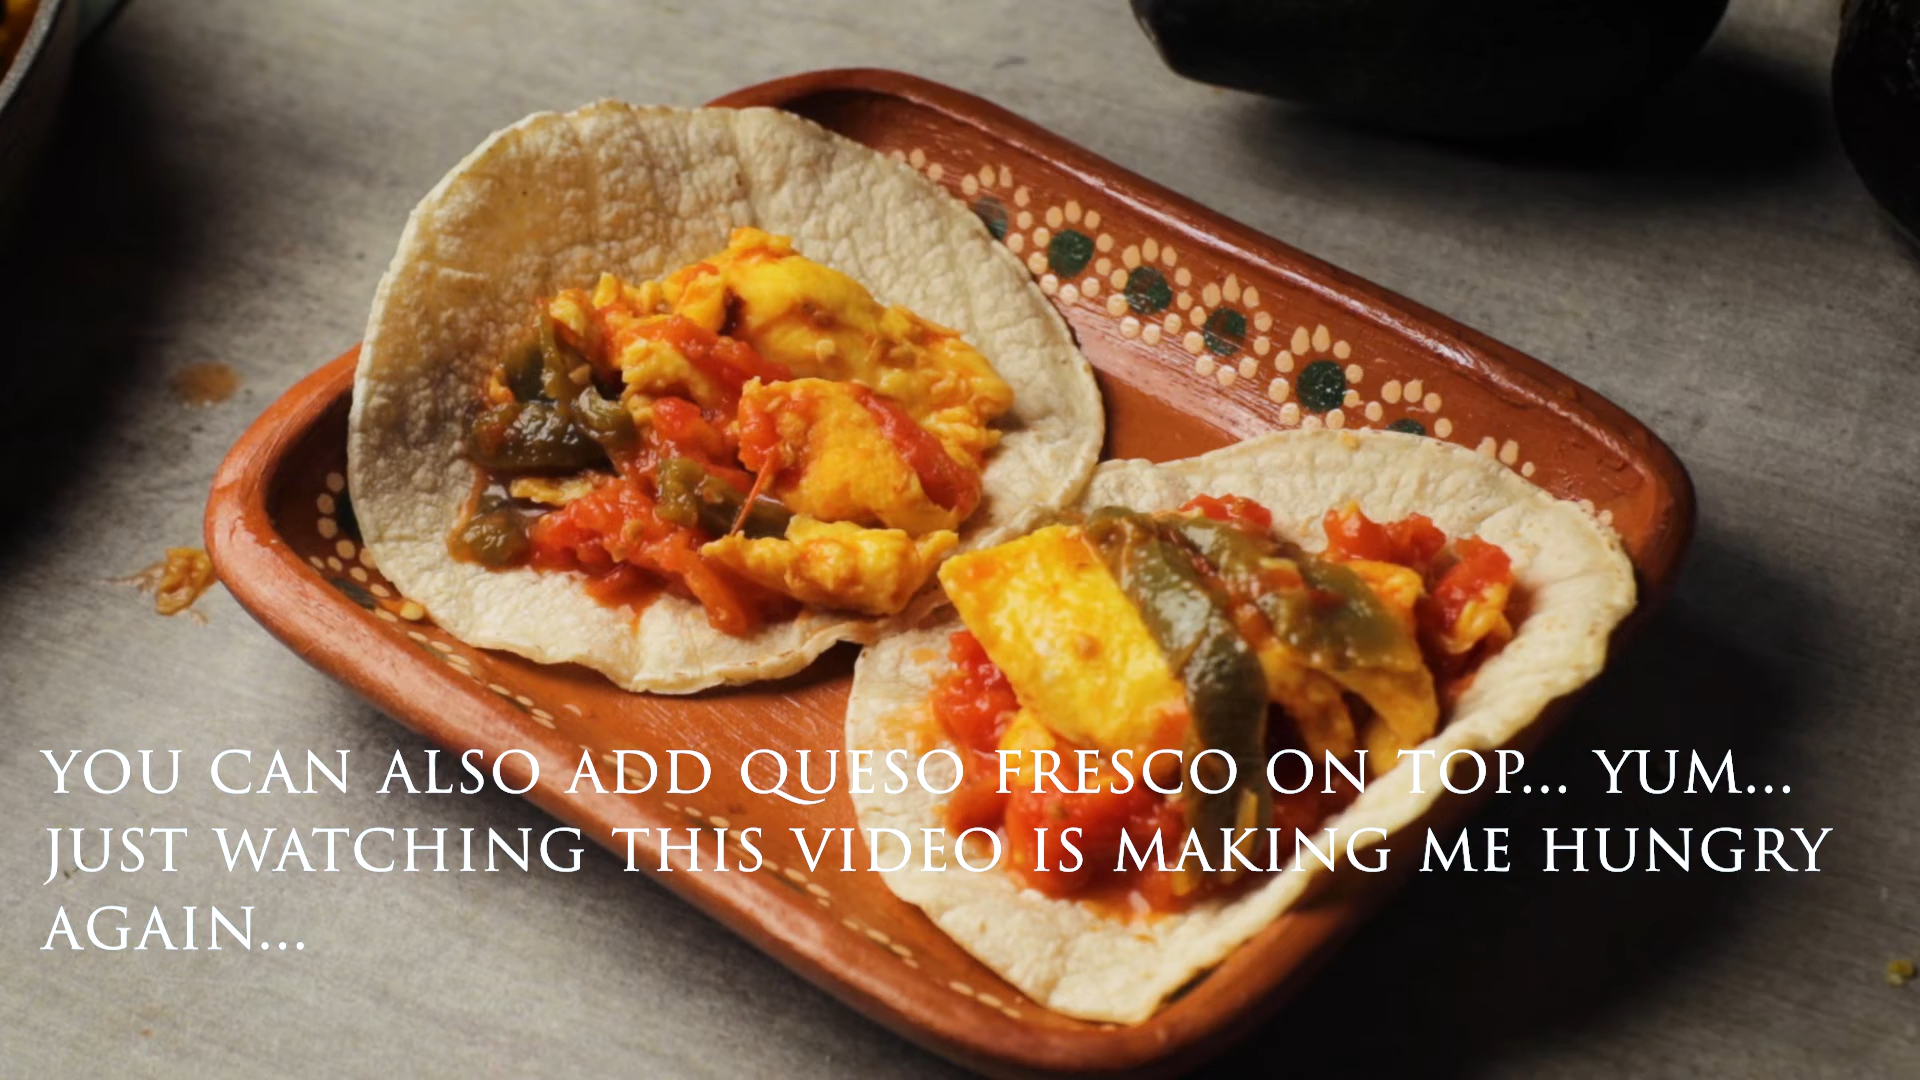 YOU CAN ALSO ADD QUESO FRESCO ON TOP... YUM...
JUST WATCHING THIS VIDEO IS MAKING ME HUNGRY
AGAIN...